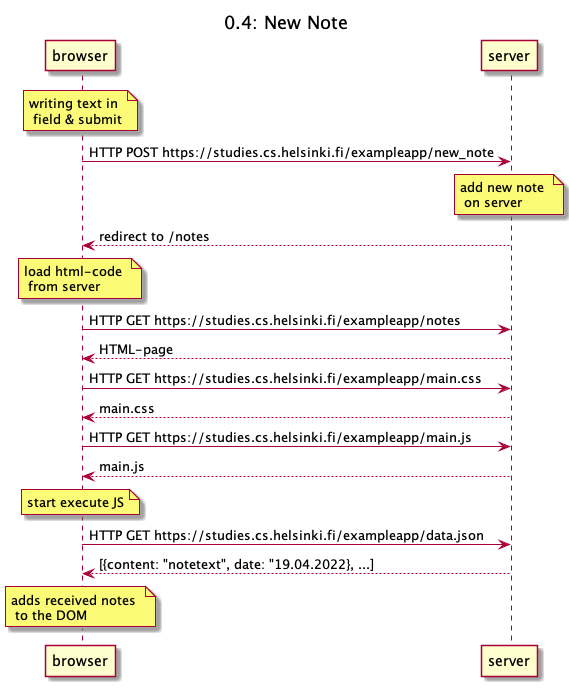 0.4: New Note
browser
server
writing text in
field & submit
HTTP POST https://studies.cs.helsinki.fi/exampleapp/new_note
add new note
on server
redirect to /notes
load html-code
from server
HTTP GET https://studies.cs.helsinki.fi/exampleapp/notes
HTML-page
HTTP GET https://studies.cs.helsinki.fi/exampleapp/main.css
main.css
HTTP GET https://studies.cs.helsinki.fi/exampleapp/main.js
main.js
start execute JS
HTTP GET https://studies.cs.helsinki.fi/exampleapp/data.json
[{content: "notetext", date: "19.04.2022}, ...]
adds received notes
to the DOM
browser
server